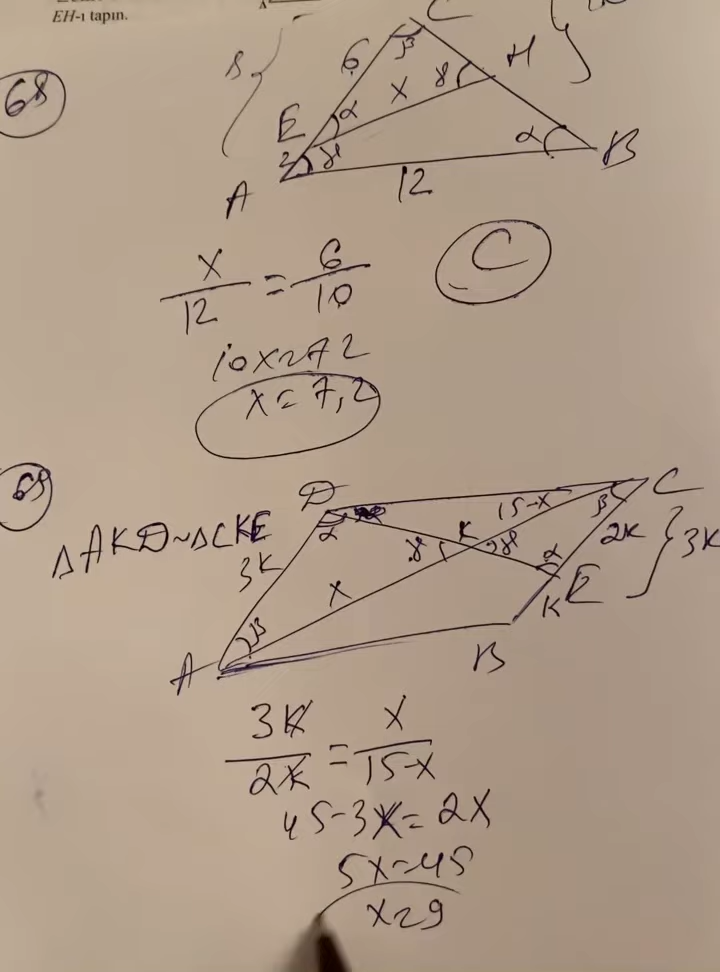 EH-ı tapın.
68
8
C
6
β
H
x
γ
α
E
2
γ
α
B
A
12
x/12 = 6/10
C
10x=72
x=7,2
69
D
C
ΔAKD~ΔCKE
15-x
β
K
2K
3K
α
γ
γ
α
3K
x
K
E
β
A
B
3K/2K = x/15-x
45-3x=2x
5x=45
x=9